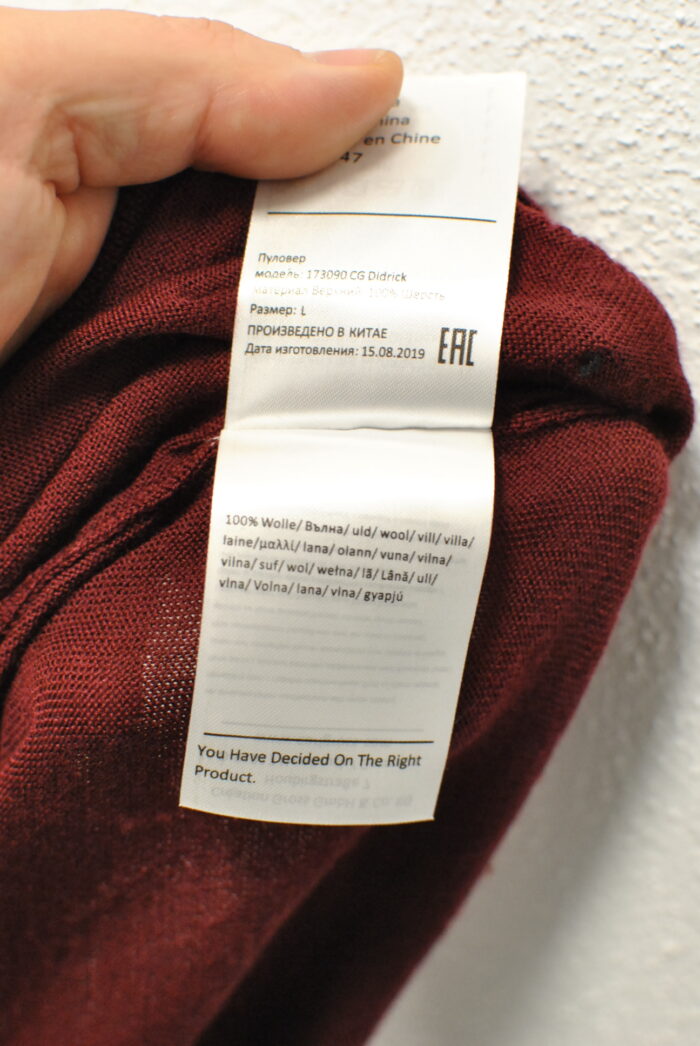 ina
en Chine
47
Пуловер
модель: 173090 CG Didrick
материал Верхний: 100% Шерсть
Размер: L
ПРОИЗВЕДЕНО В КИТАЕ
Дата изготовления: 15.08.2019
EAC
100% Wolle/ Вълна/ uld/ wool/ vill/ villa/
laine/μαλλί/ lana/ olann/ vuna/ vilna/
vilna/ suf/ wol/ wełna/ lã/ Lână/ ull/
vlna/ Volna/ lana/ vlna/ gyapjú
You Have Decided On The Right
Product.